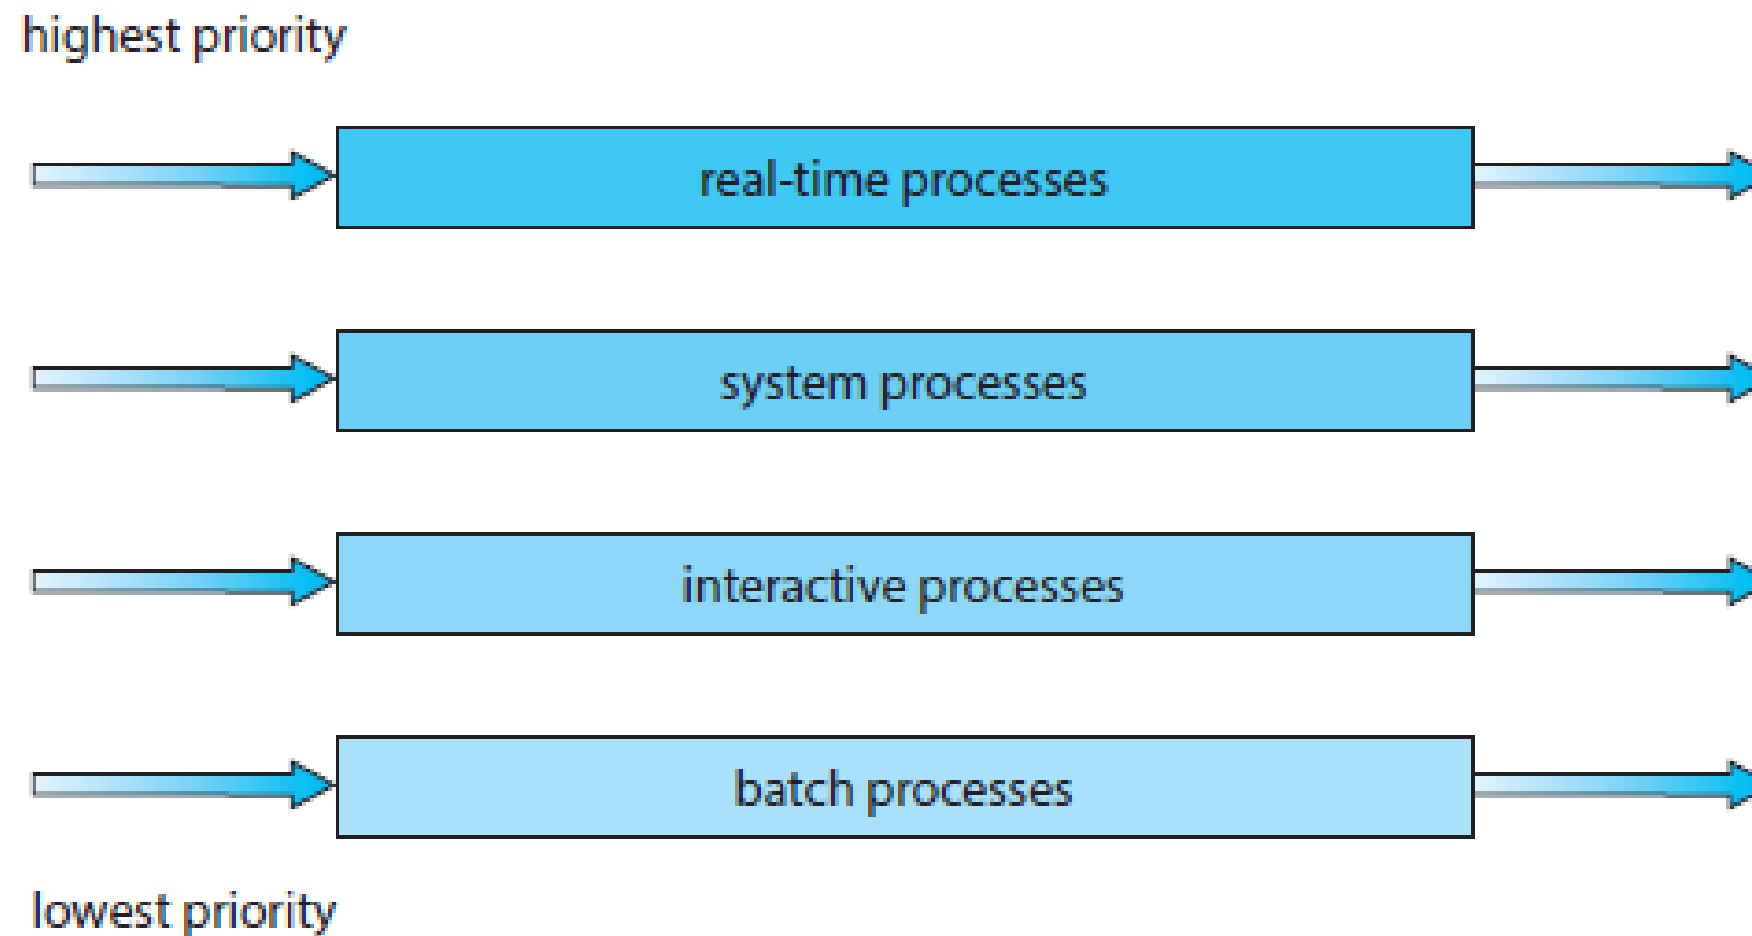 highest priority
real-time processes
system processes
interactive processes
batch processes
lowest priority